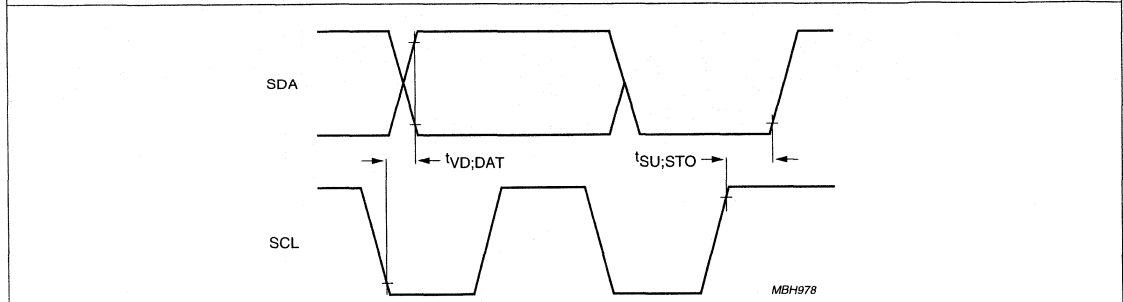 SDA
tVD;DAT
tSU;STO
SCL
MBH978